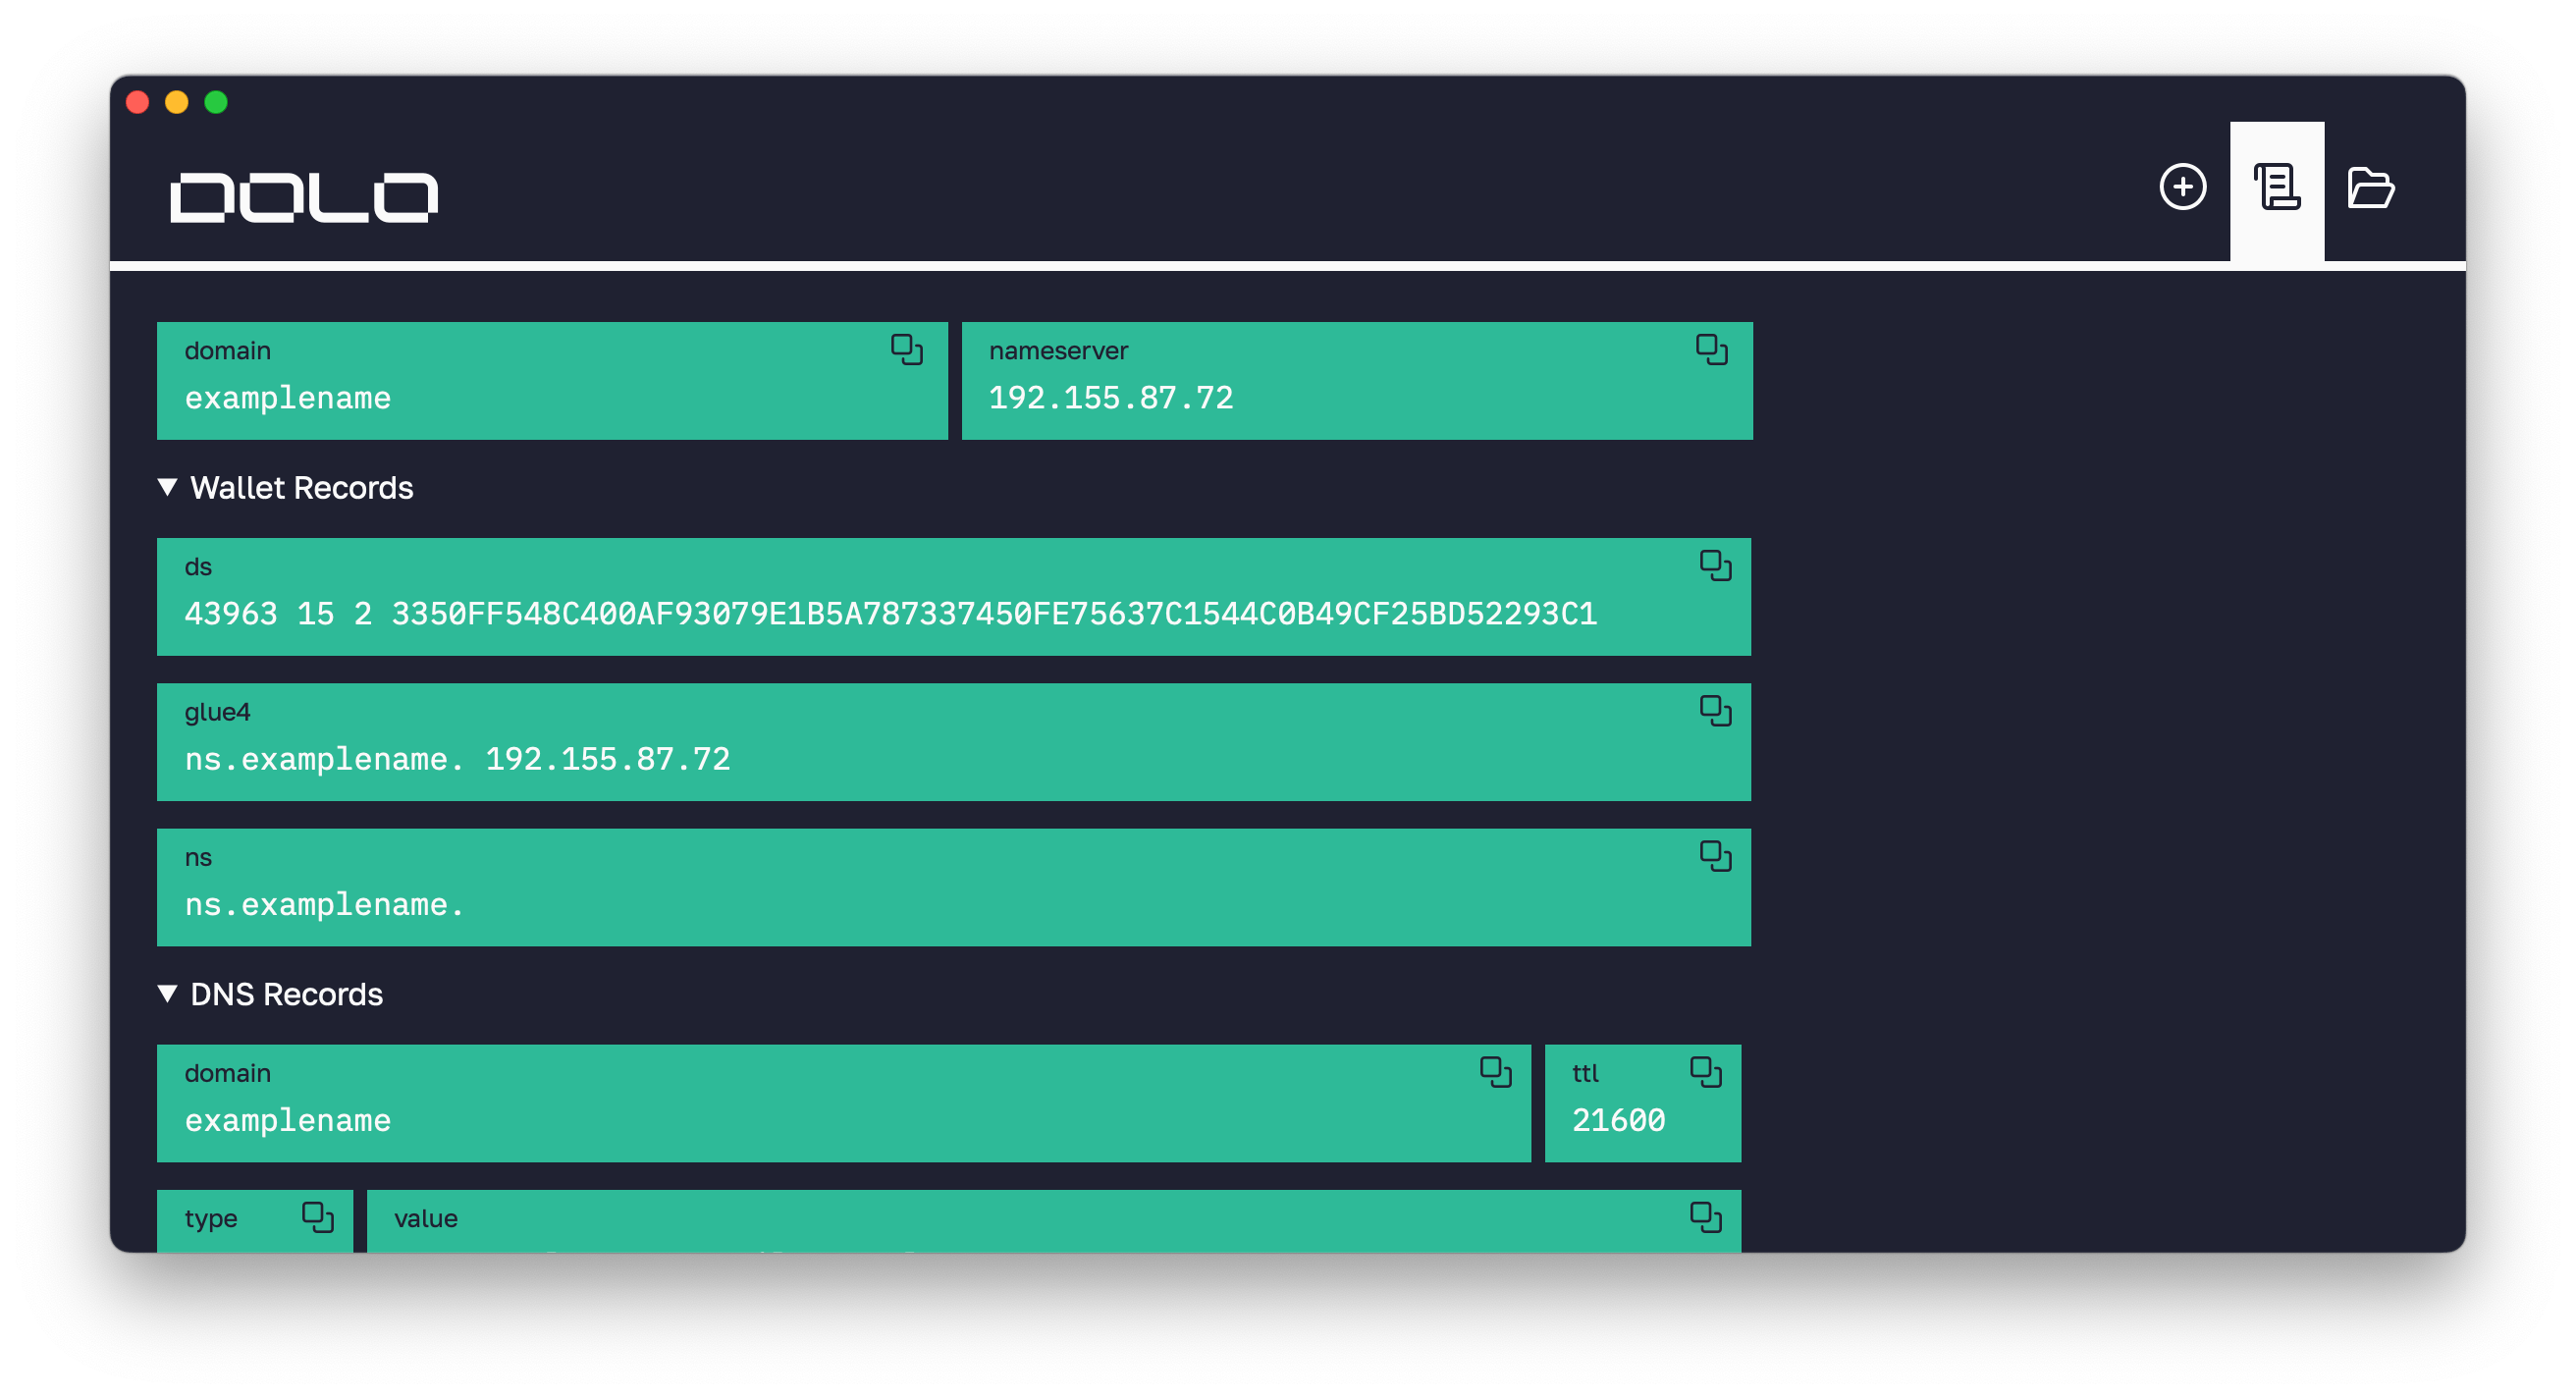 DOLO
domain
examplename
nameserver
192.155.87.72
Wallet Records
ds
43963 15 2 3350FF548C400AF93079E1B5A787337450FE75637C1544C0B49CF25BD52293C1
glue4
ns.examplename. 192.155.87.72
ns
ns.examplename.
DNS Records
domain
examplename
ttl
21600
type
value